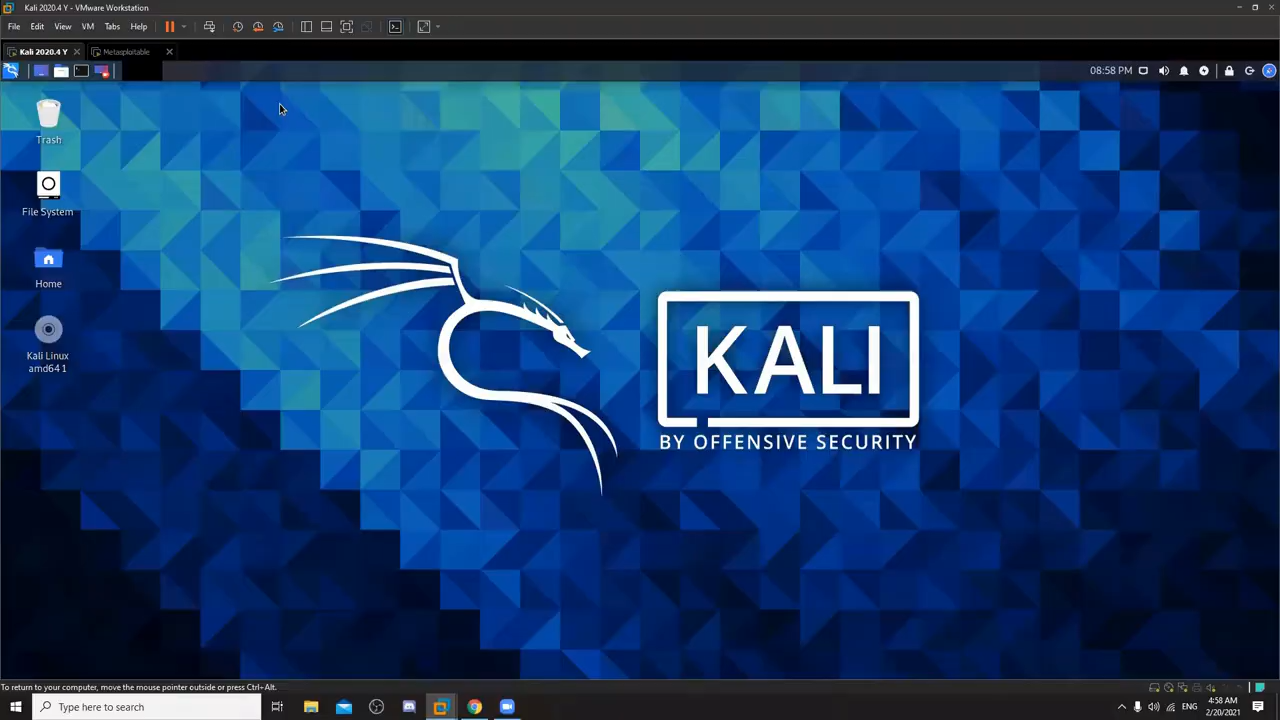 Kali 2020.4 Y - VMware Workstation
File Edit View VM Tabs Help
Kali 2020.4 Y Metasploitable
08:58 PM
Trash
File System
Home
Kali Linux
amd64 1
KALI
BY OFFENSIVE SECURITY
To return to your computer, move the mouse pointer outside or press Ctrl+Alt.
Type here to search
ENG
4:58 AM
2/20/2021